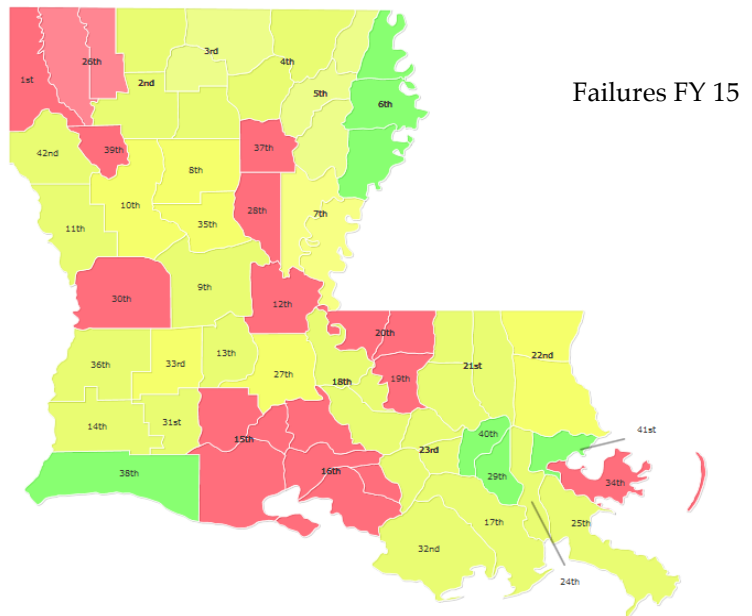 3rd
26th
4th
1st
2nd
5th
Failures FY 15
6th
37th
39th
42nd
8th
10th
28th
7th
35th
11th
9th
30th
12th
20th
13th
36th
33rd
22nd
21st
27th
18th
19th
31st
14th
41st
40th
15th
23rd
16th
38th
29th
34th
17th
25th
32nd
24th